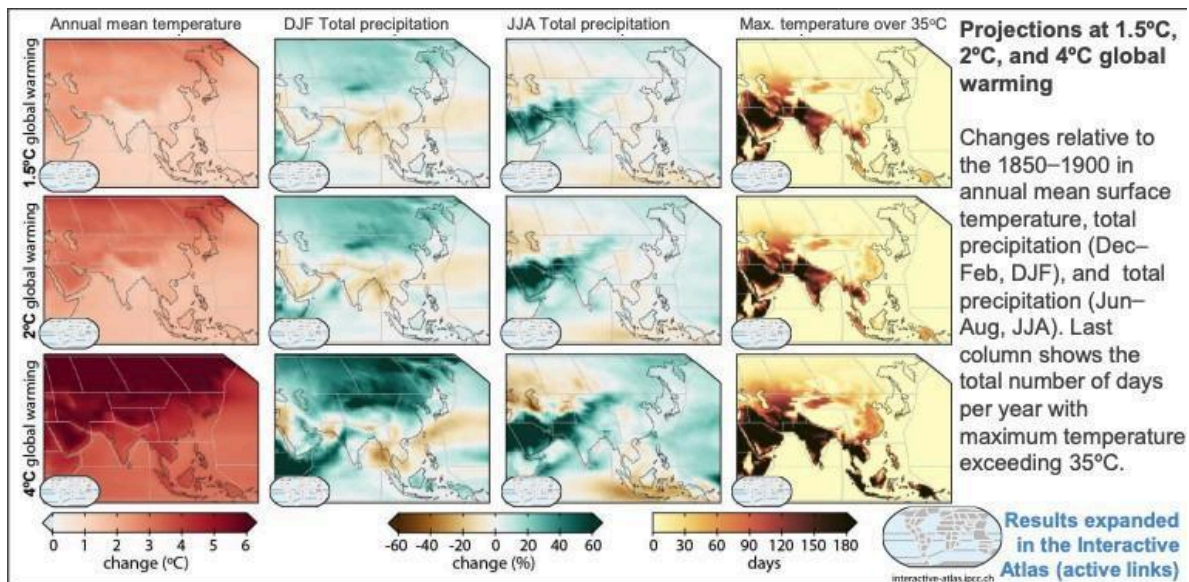 Annual mean temperature
DJF Total precipitation
JJA Total precipitation
Max. temperature over 35ºC
1.5ºC global warming
2ºC global warming
4ºC global warming
0 1 2 3 4 5 6
change (ºC)
-60 -40 -20 0 20 40 60
change (%)
0 30 60 90 120 150 180
days
Projections at 1.5ºC,
2ºC, and 4ºC global
warming
Changes relative to
the 1850–1900 in
annual mean surface
temperature, total
precipitation (Dec–
Feb, DJF), and total
precipitation (Jun–
Aug, JJA). Last
column shows the
total number of days
per year with
maximum temperature
exceeding 35ºC.
interactive-atlas.ipcc.ch
Results expanded
in the Interactive
Atlas (active links)